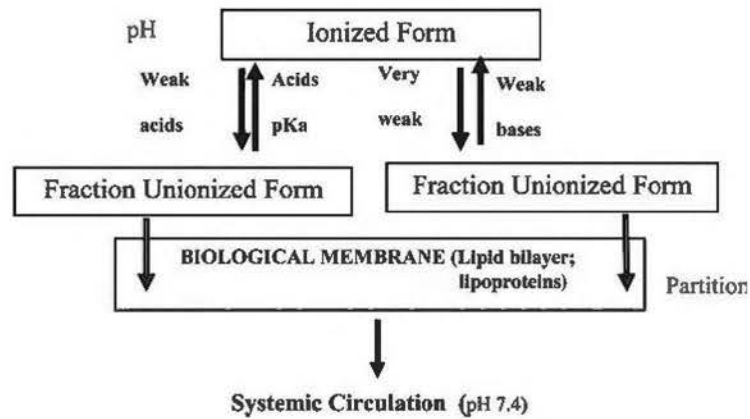 pH
Ionized Form
Weak
acids
Acids
pKa
Very
weak
Weak
bases
Fraction Unionized Form
Fraction Unionized Form
BIOLOGICAL MEMBRANE (Lipid bilayer;
lipoproteins)
Partition
Systemic Circulation (pH 7.4)